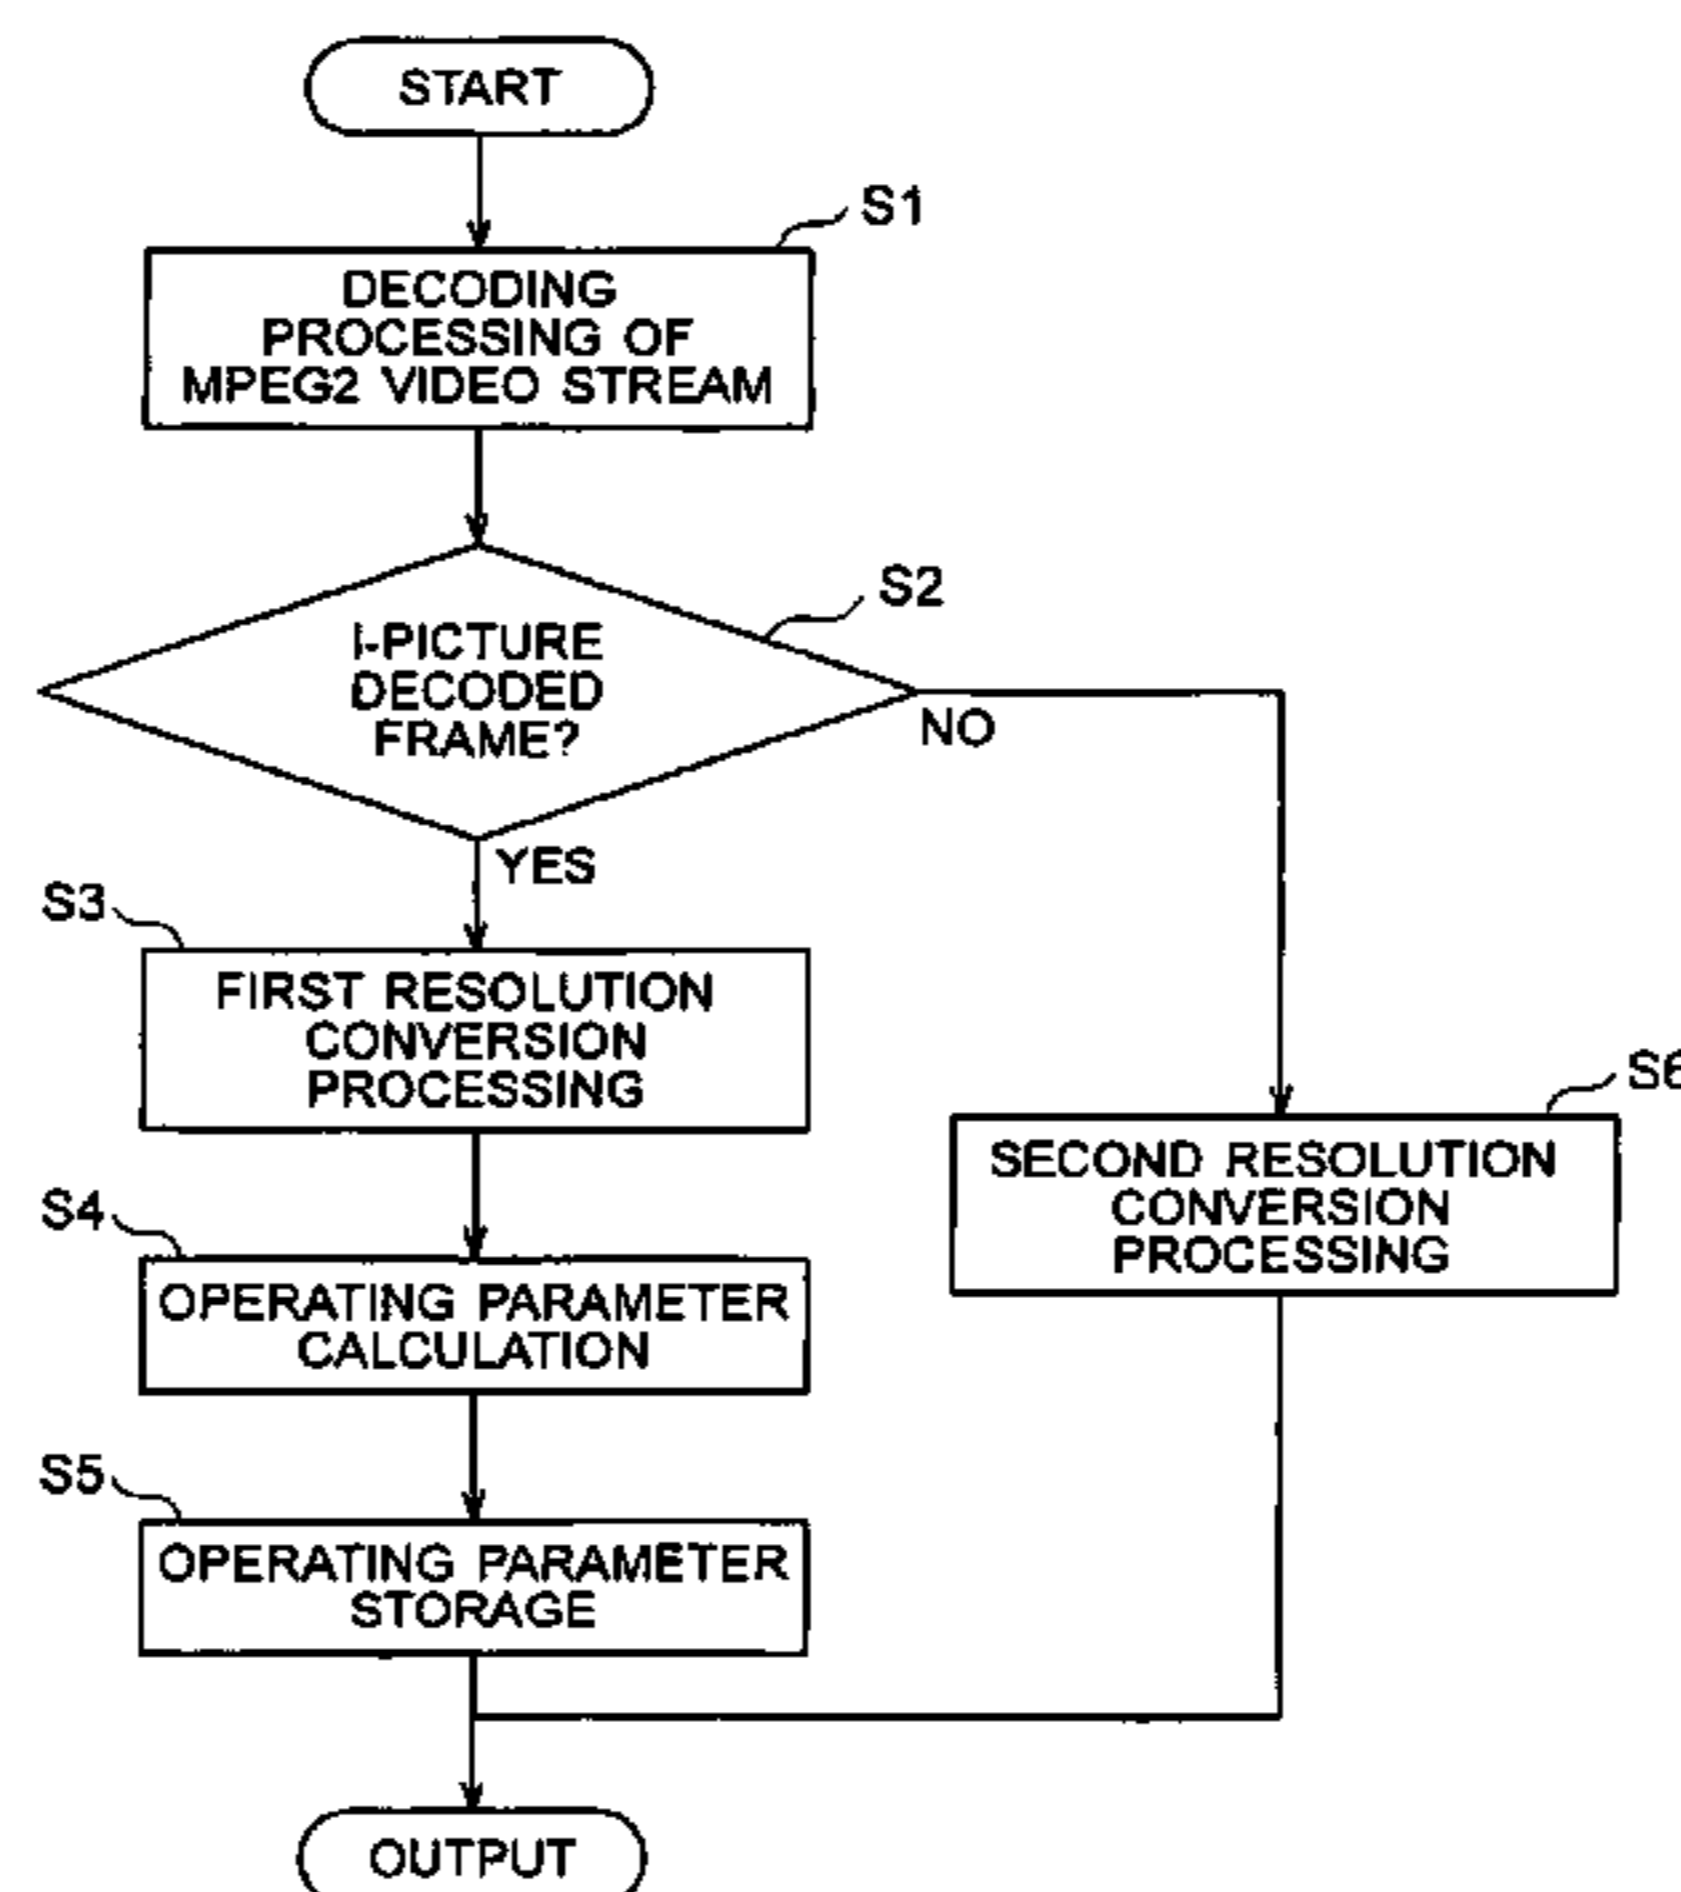 START
S1
DECODING
PROCESSING OF
MPEG2 VIDEO STREAM
S2
I-PICTURE
DECODED
FRAME?
NO
YES
S3
FIRST RESOLUTION
CONVERSION
PROCESSING
S6
SECOND RESOLUTION
CONVERSION
PROCESSING
S4
OPERATING PARAMETER
CALCULATION
S5
OPERATING PARAMETER
STORAGE
OUTPUT